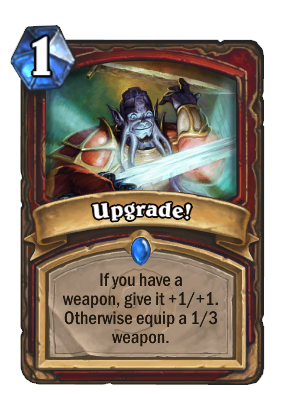 1
Upgrade!
If you have a
weapon, give it +1/+1.
Otherwise equip a 1/3
weapon.